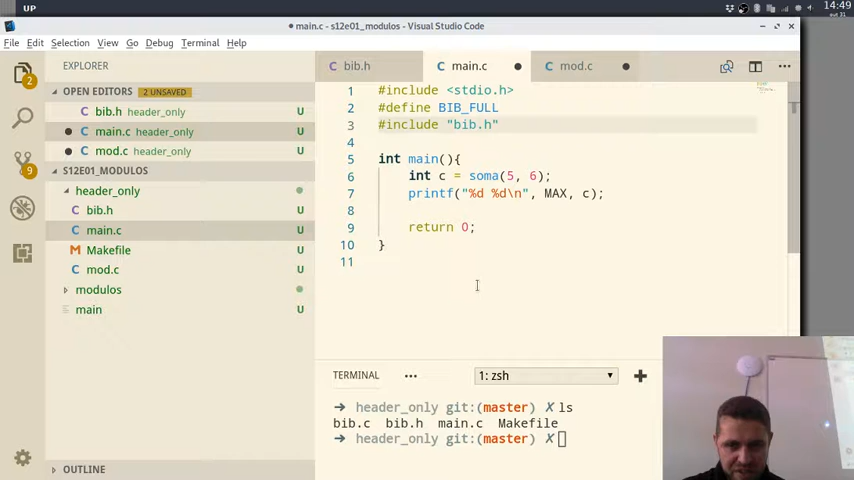 UP
14:49
out 31
● main.c - s12e01_modulos - Visual Studio Code
File Edit Selection View Go Debug Terminal Help
EXPLORER
OPEN EDITORS 2 UNSAVED
bib.h header_only U
main.c header_only U
mod.c header_only U
S12E01_MODULOS
header_only
bib.h U
main.c U
Makefile U
mod.c U
modulos
main U
OUTLINE
2
9
C bib.h C main.c C mod.c
1 #include <stdio.h>
2 #define BIB_FULL
3 #include "bib.h"
4
5 int main(){
6 int c = soma(5, 6);
7 printf("%d %d\n", MAX, c);
8
9 return 0;
10 }
11
TERMINAL ••• 1: zsh
➜ header_only git:(master) ✗ ls
bib.c bib.h main.c Makefile
➜ header_only git:(master) ✗